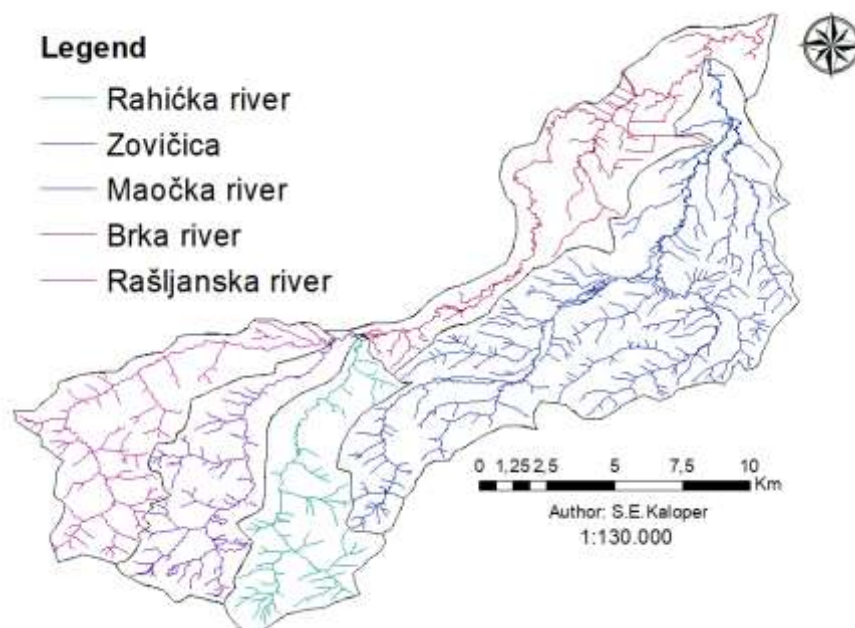 Legend
Rahićka river
Zovičica
Maočka river
Brka river
Rašljanska river
0 1,25 2,5 5 7,5 10
Km
Author: S.E.Kaloper
1:130.000